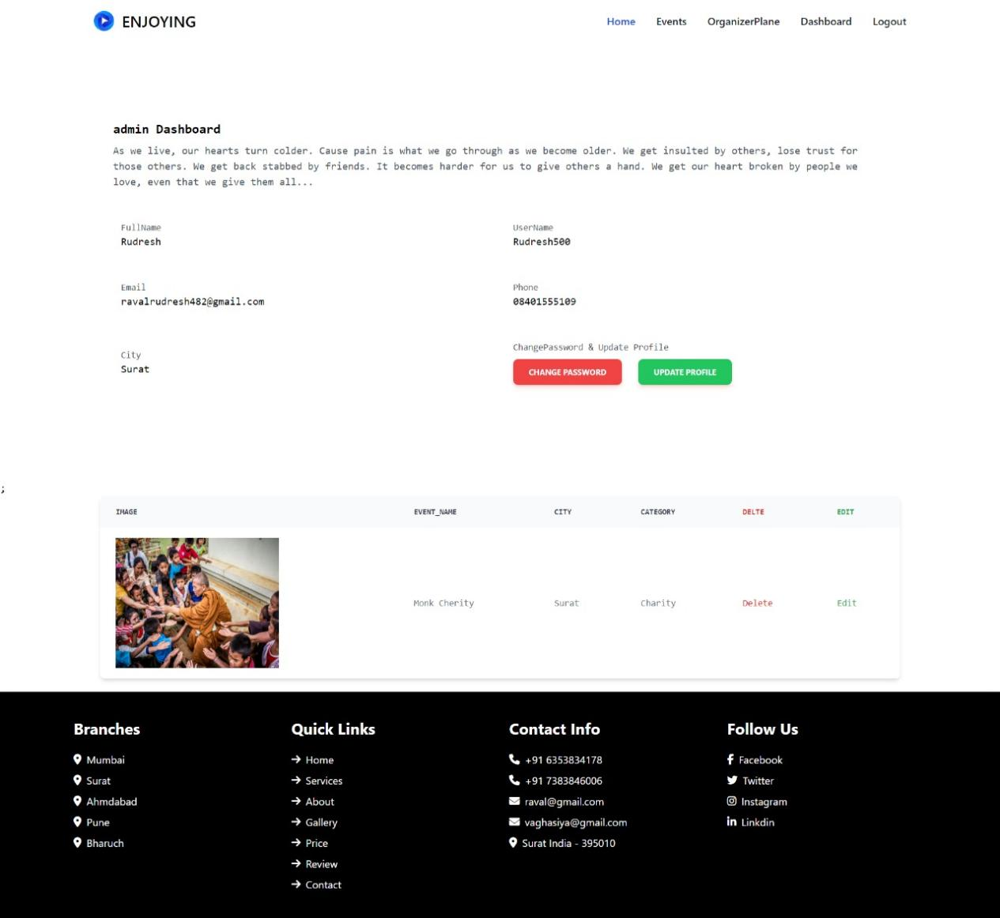 ENJOYING
Home Events OrganizerPlane Dashboard Logout
admin Dashboard
As we live, our hearts turn colder. Cause pain is what we go through as we become older. We get insulted by others, lose trust for
those others. We get back stabbed by friends. It becomes harder for us to give others a hand. We get our heart broken by people we
love, even that we give them all...
FullName
Rudresh
UserName
Rudresh500
Email
ravalrudresh482@gmail.com
Phone
08401555109
City
Surat
ChangePassword & Update Profile
CHANGE PASSWORD UPDATE PROFILE
;
IMAGE EVENT_NAME CITY CATEGORY DELTE EDIT
Monk Cherity Surat Charity Delete Edit
Branches
Mumbai
Surat
Ahmdabad
Pune
Bharuch
Quick Links
Home
Services
About
Gallery
Price
Review
Contact
Contact Info
+91 6353834178
+91 7383846006
raval@gmail.com
vaghasiya@gmail.com
Surat India - 395010
Follow Us
Facebook
Twitter
Instagram
Linkdin